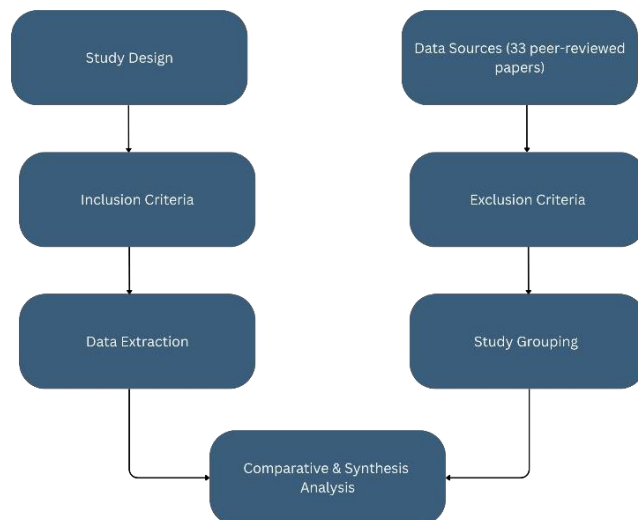 Study Design
Data Sources (33 peer-reviewed
papers)
Inclusion Criteria
Exclusion Criteria
Data Extraction
Study Grouping
Comparative & Synthesis
Analysis